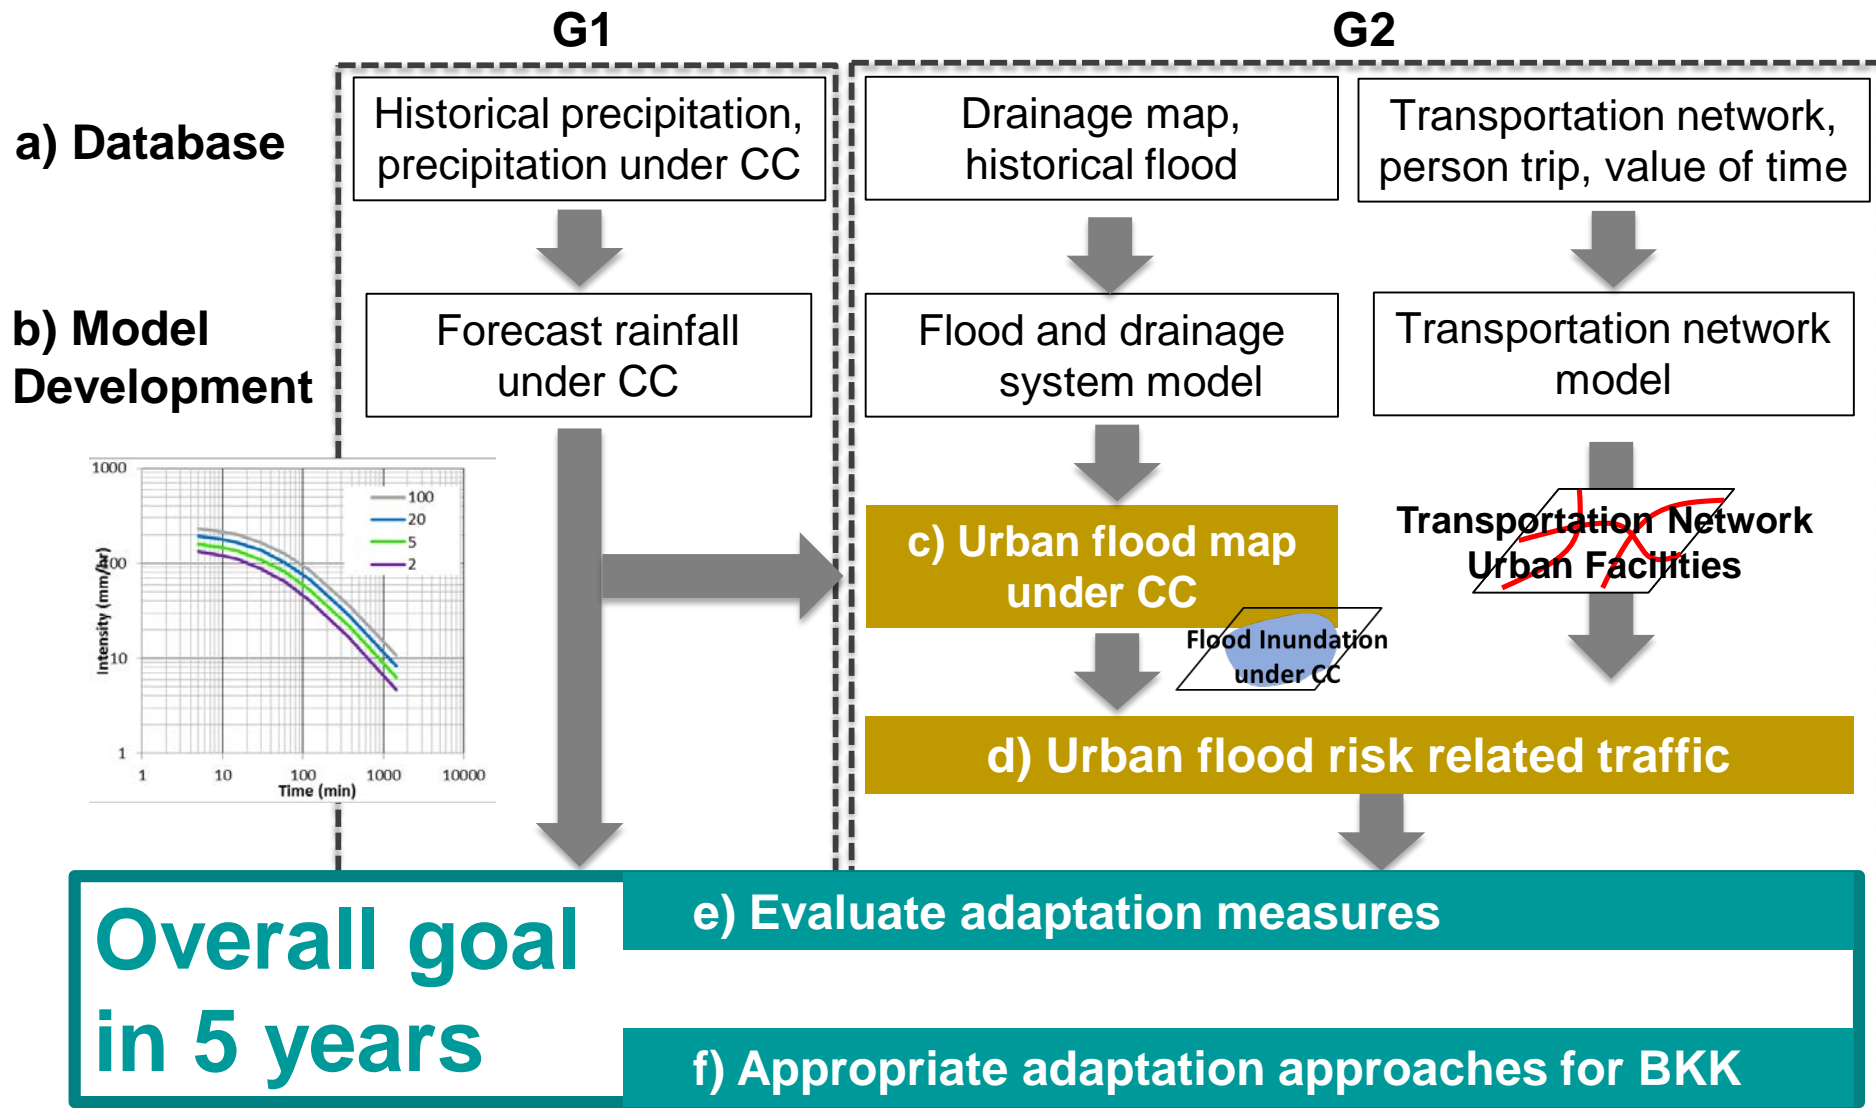 G1
G2
a) Database
Historical precipitation,
precipitation under CC
Drainage map,
historical flood
Transportation network,
person trip, value of time
b) Model
Development
Forecast rainfall
under CC
Flood and drainage
system model
Transportation network
model
1000
100
10
1
Intensity (mm/hr)
100
20
5
2
1
10
100
1000
10000
Time (min)
c) Urban flood map
under CC
Transportation Network
Urban Facilities
Flood Inundation
under CC
d) Urban flood risk related traffic
Overall goal
in 5 years
e) Evaluate adaptation measures
f) Appropriate adaptation approaches for BKK